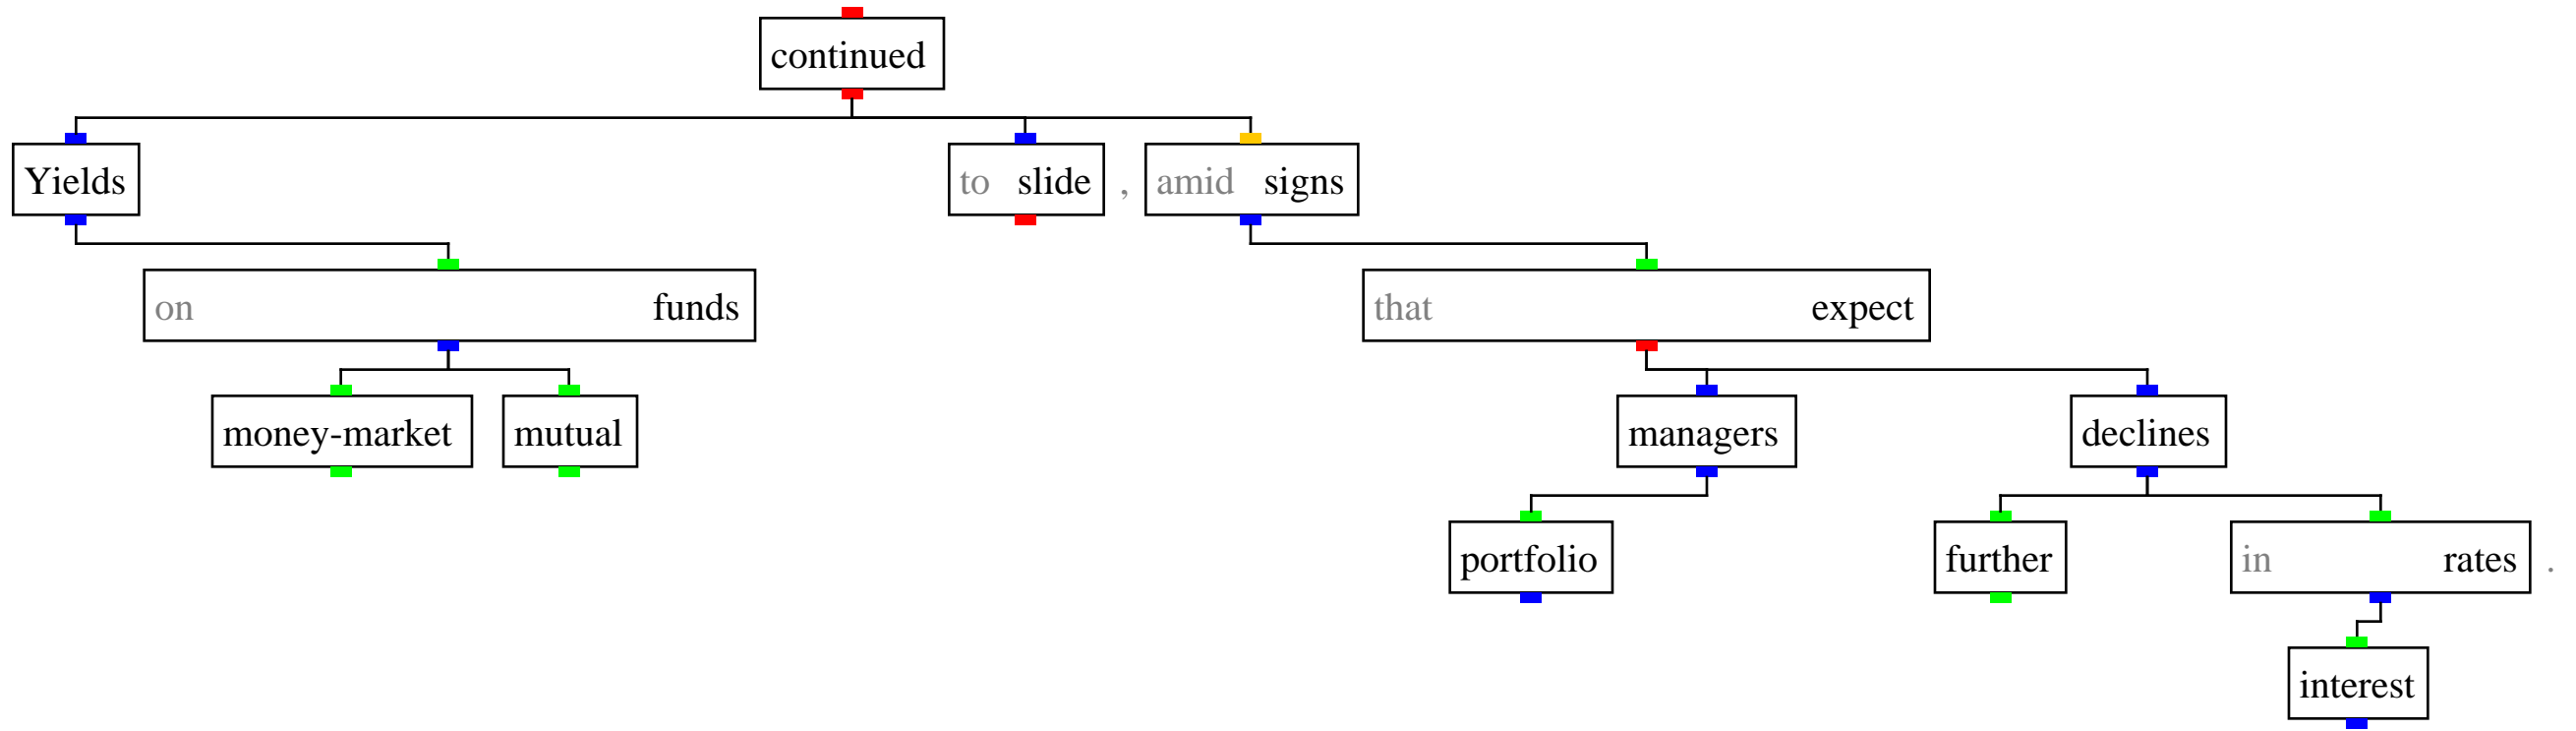 continued
Yields to slide , amid signs
on funds that expect
money-market mutual managers declines
portfolio further in rates .
interest